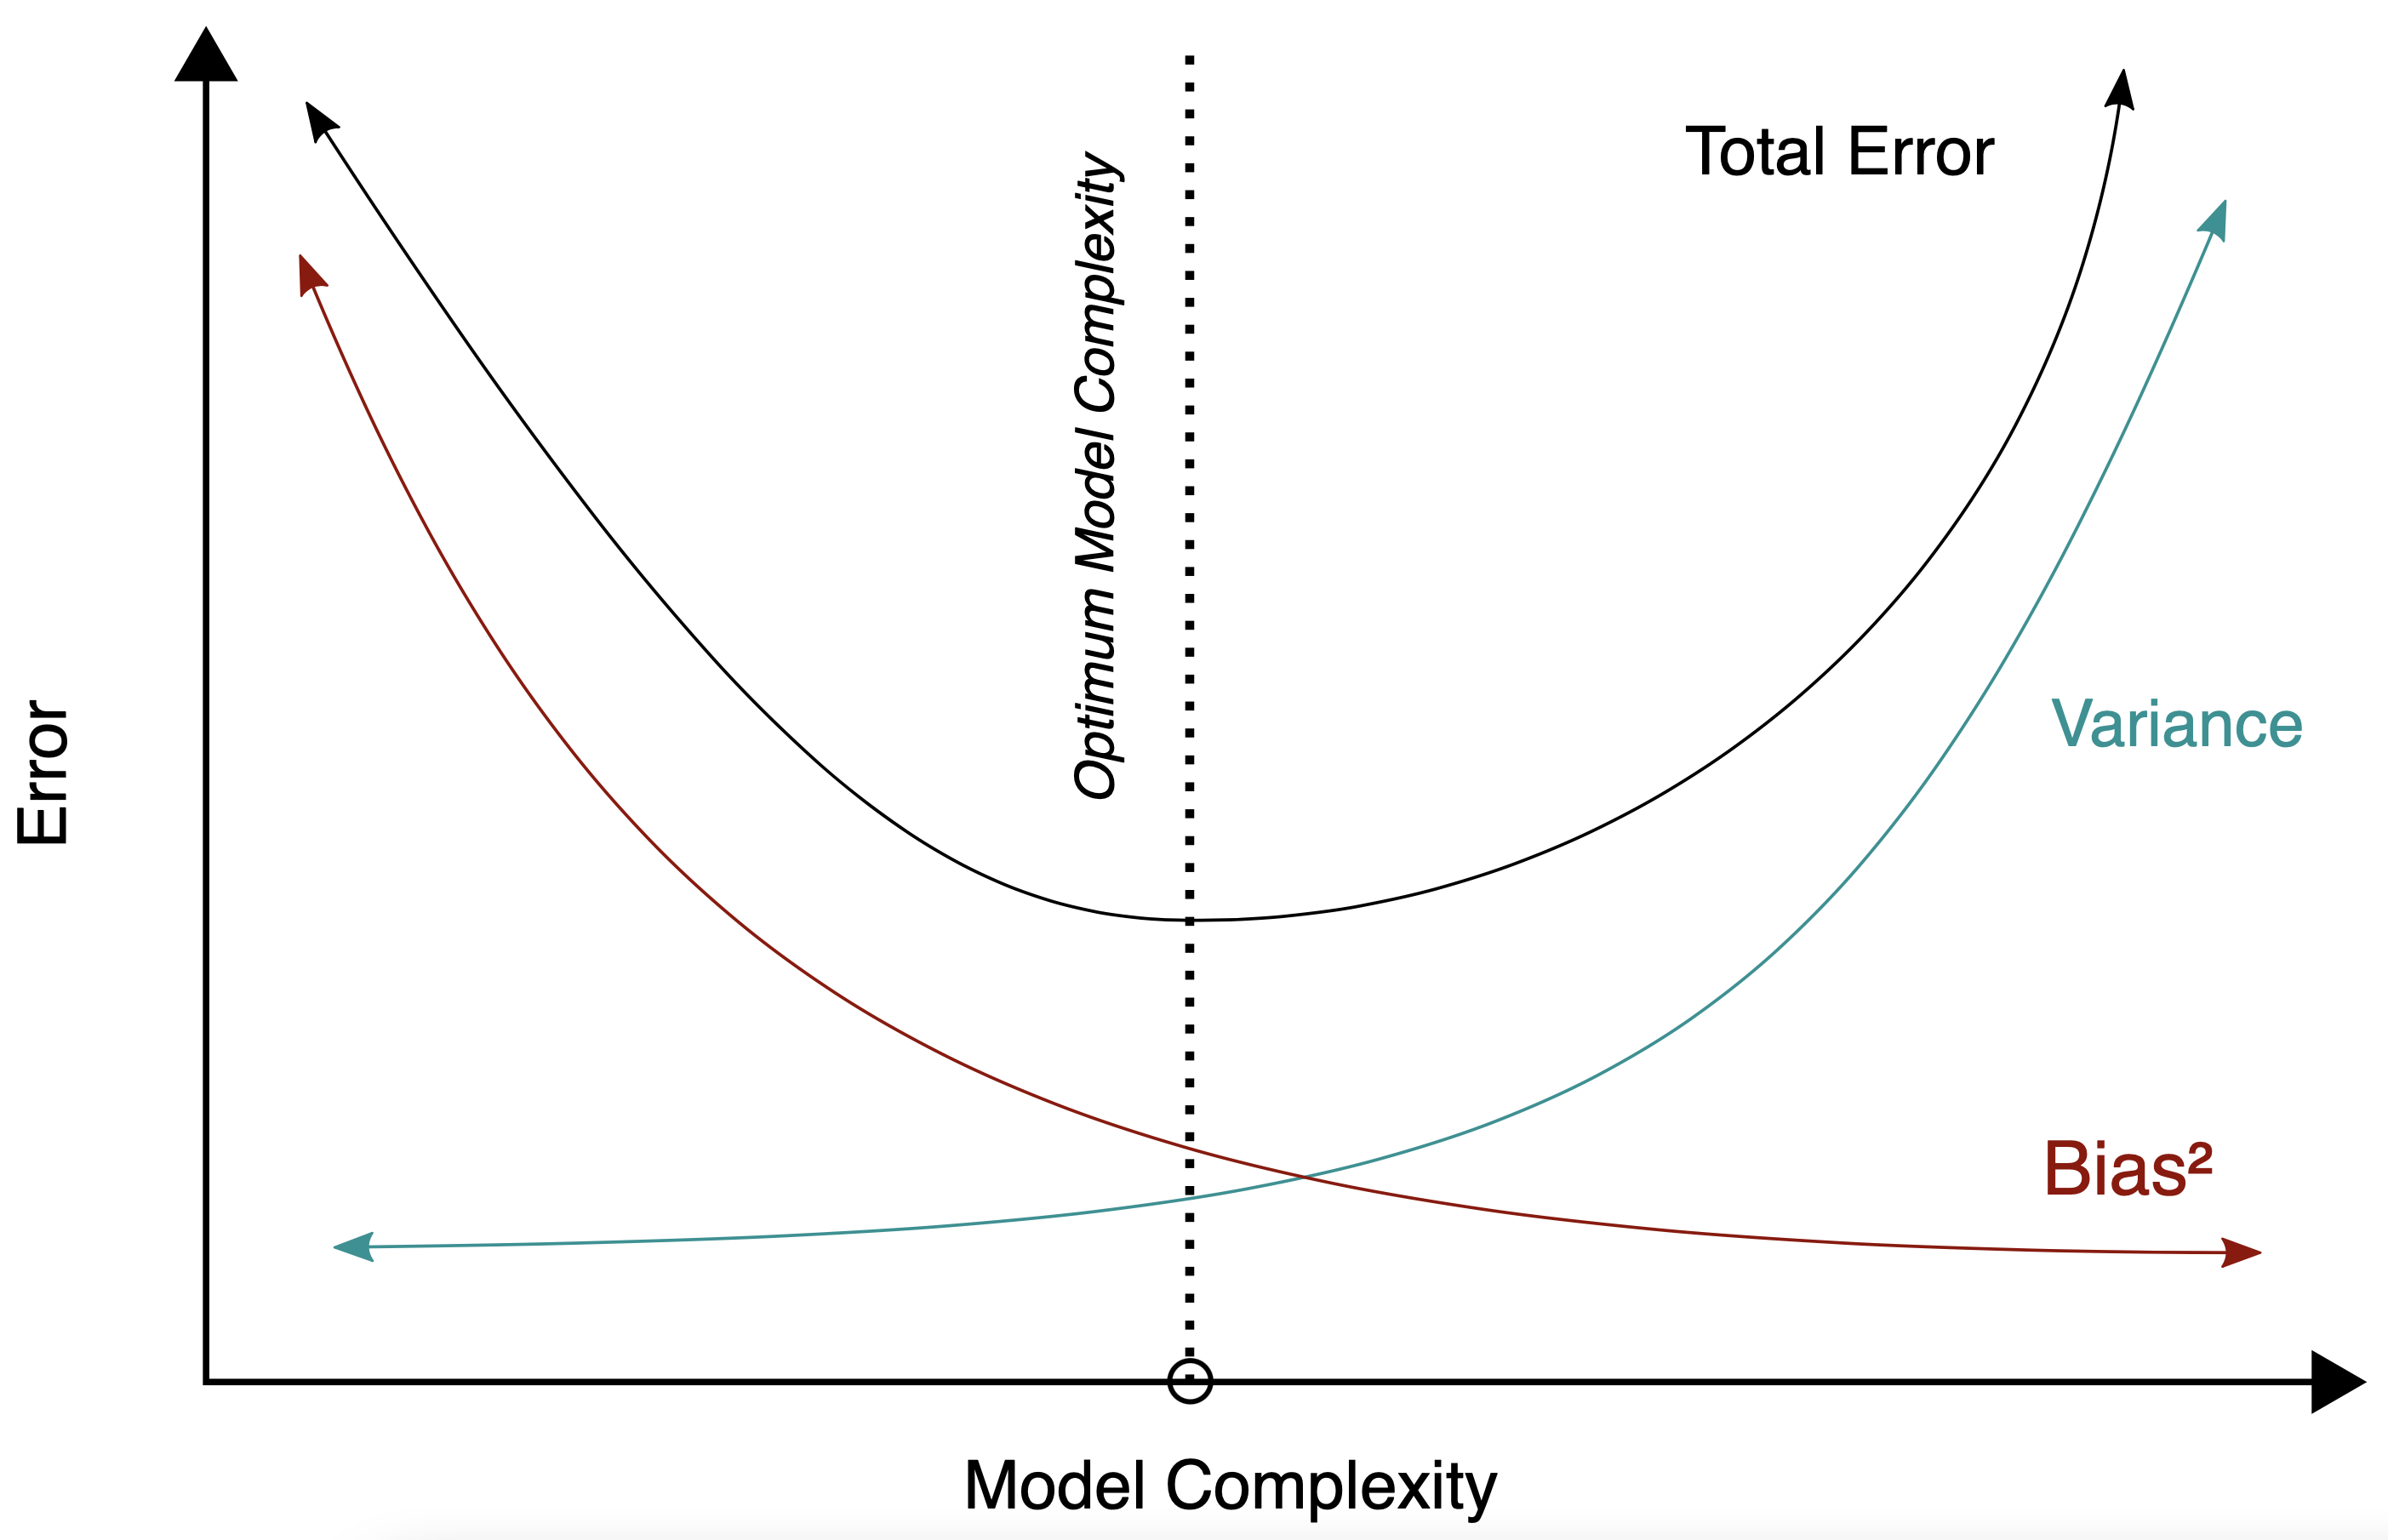 Total Error
Optimum Model Complexity
Error
Variance
Bias²
Model Complexity